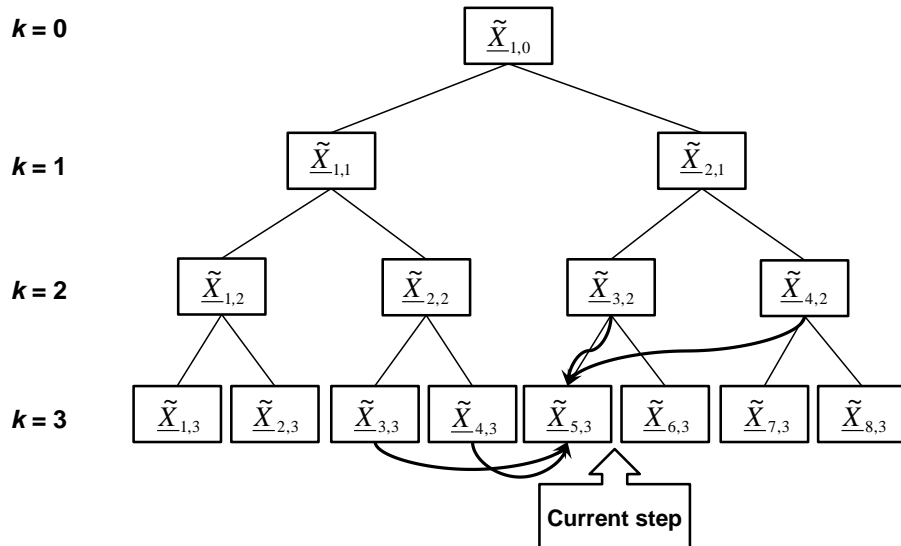 k = 0
X̃ 1,0
k = 1
X̃ 1,1
X̃ 2,1
k = 2
X̃ 1,2
X̃ 2,2
X̃ 3,2
X̃ 4,2
k = 3
X̃ 1,3
X̃ 2,3
X̃ 3,3
X̃ 4,3
X̃ 5,3
X̃ 6,3
X̃ 7,3
X̃ 8,3
Current step